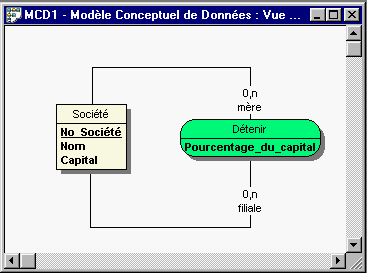 MCD1 - Modèle Conceptuel de Données : Vue ...
0,n
mère
Société
No_Société
Nom
Capital
Détenir
Pourcentage_du_capital
0,n
filiale